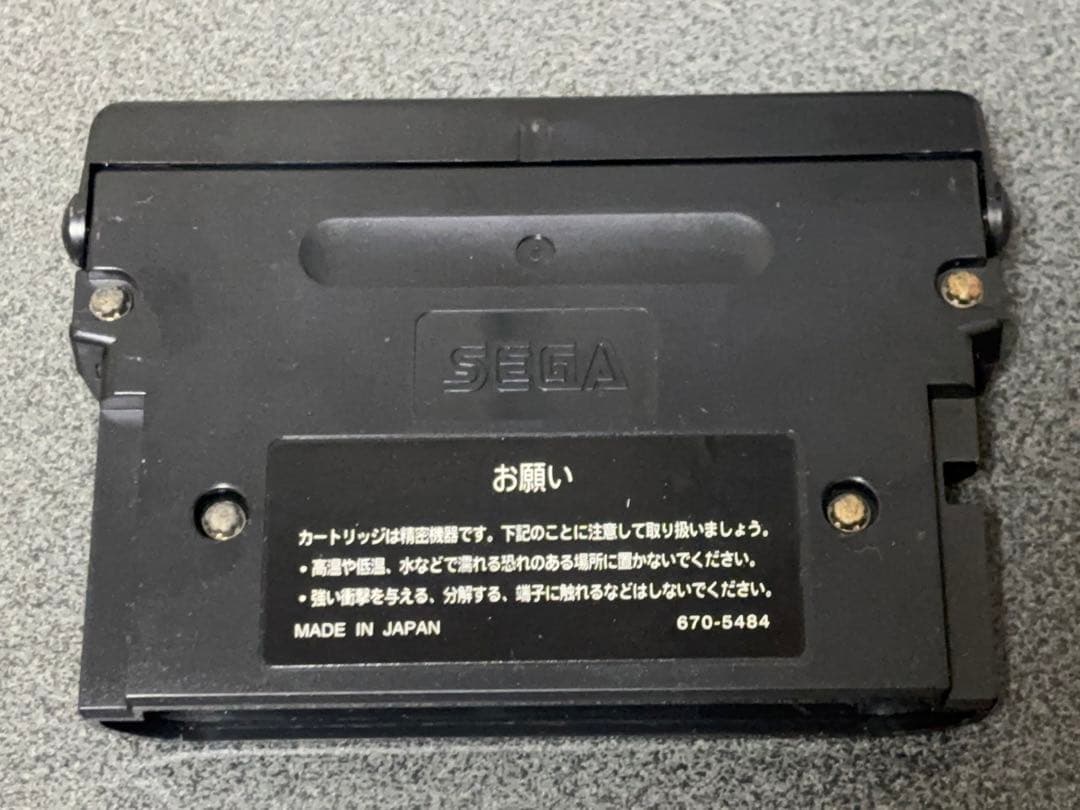 SEGA
お願い
カートリッジは精密機器です。下記のことに注意して取り扱いましょう。
・高温や低温、水などで濡れる恐れのある場所に置かないでください。
・強い衝撃を与える、分解する、端子に触れるなどはしないでください。
MADE IN JAPAN 670-5484